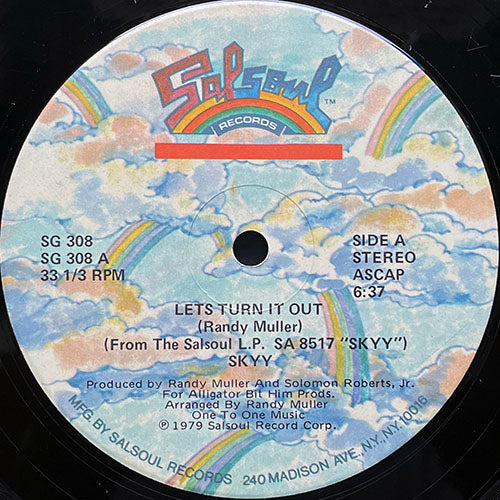 Salsoul TM
RECORDS
SG 308
SG 308 A
33 1/3 RPM
SIDE A
STEREO
ASCAP
6:37
LETS TURN IT OUT
(Randy Muller)
(From The Salsoul L.P. SA 8517 "SKYY")
SKYY
Produced by Randy Muller And Solomon Roberts, Jr.
For Alligator Bit Him Prods.
Arranged By Randy Muller
One To One Music
℗ 1979 Salsoul Record Corp.
MFG BY SALSOUL RECORDS 240 MADISON AVE., N.Y., N.Y. 10016